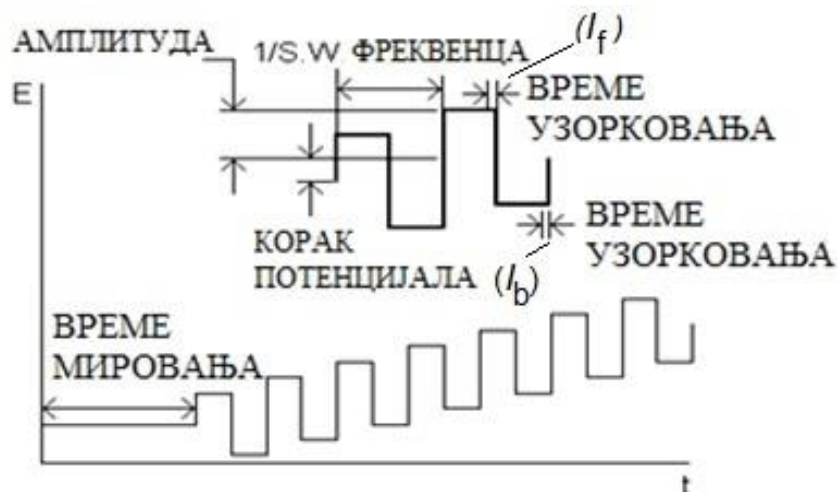 (If)
АМПЛИТУДА
1/S.W. ФРЕКВЕНЦА
E
ВРЕМЕ
УЗОРКОВАЊА
КОРАК
ПОТЕНЦИЈАЛА
(Ib)
ВРЕМЕ
УЗОРКОВАЊА
ВРЕМЕ
МИРОВАЊА
t